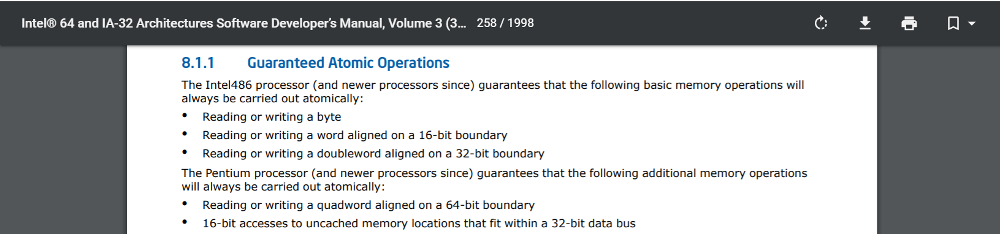 Intel® 64 and IA-32 Architectures Software Developer’s Manual, Volume 3 (3... 258 / 1998
8.1.1 Guaranteed Atomic Operations
The Intel486 processor (and newer processors since) guarantees that the following basic memory operations will
always be carried out atomically:
• Reading or writing a byte
• Reading or writing a word aligned on a 16-bit boundary
• Reading or writing a doubleword aligned on a 32-bit boundary
The Pentium processor (and newer processors since) guarantees that the following additional memory operations
will always be carried out atomically:
• Reading or writing a quadword aligned on a 64-bit boundary
• 16-bit accesses to uncached memory locations that fit within a 32-bit data bus